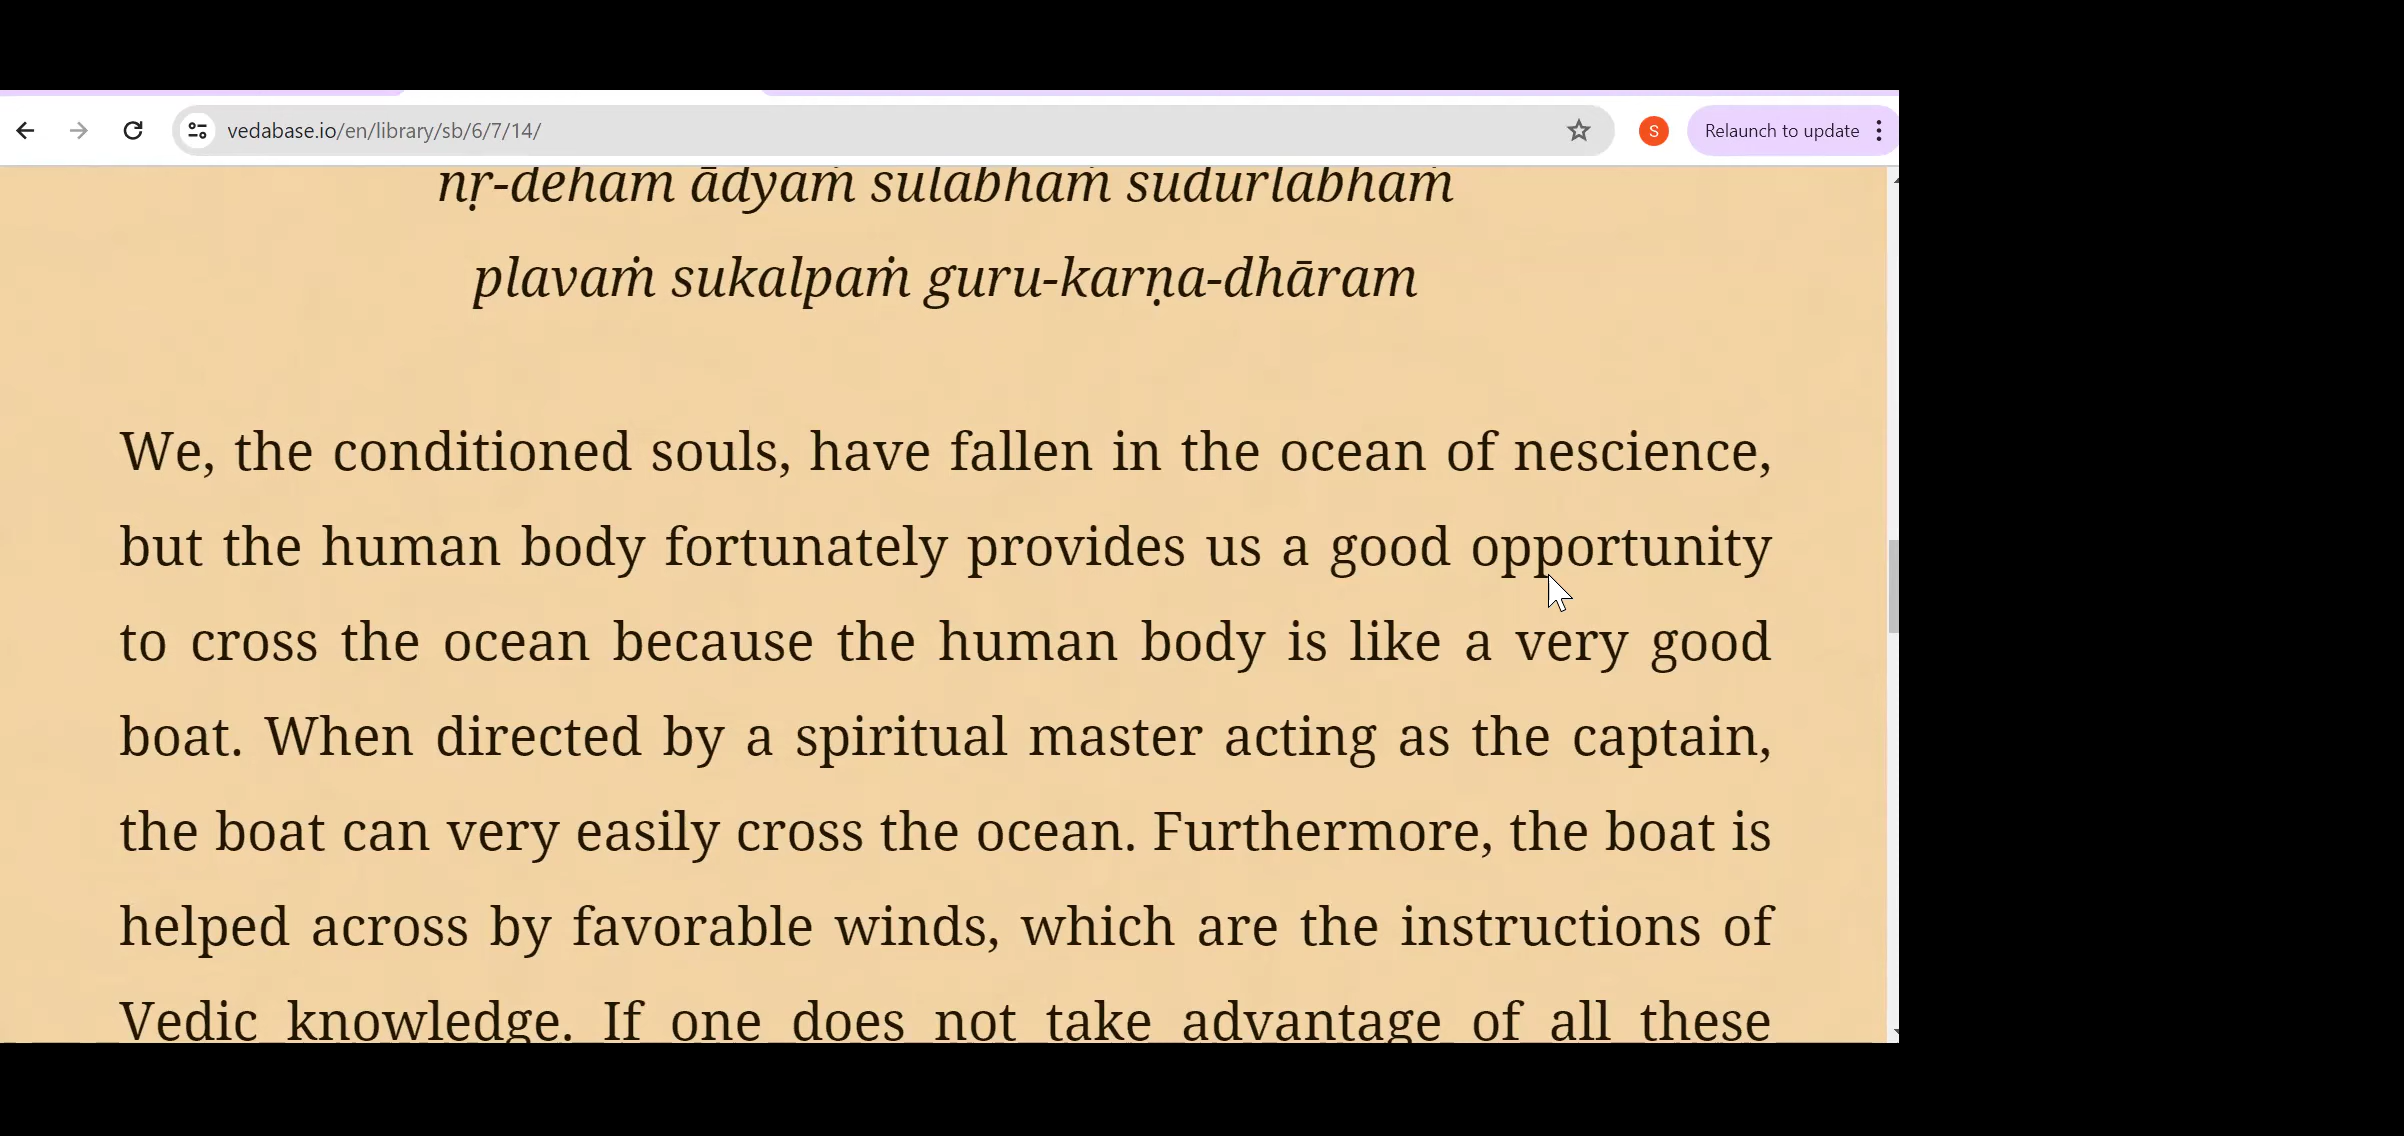 vedabase.io/en/library/sb/6/7/14/
S
Relaunch to update
nṛ-deham ādyaṁ sulabhaṁ sudurlabhaṁ
plavaṁ sukalpaṁ guru-karṇa-dhāram
We, the conditioned souls, have fallen in the ocean of nescience,
but the human body fortunately provides us a good opportunity
to cross the ocean because the human body is like a very good
boat. When directed by a spiritual master acting as the captain,
the boat can very easily cross the ocean. Furthermore, the boat is
helped across by favorable winds, which are the instructions of
Vedic knowledge. If one does not take advantage of all these